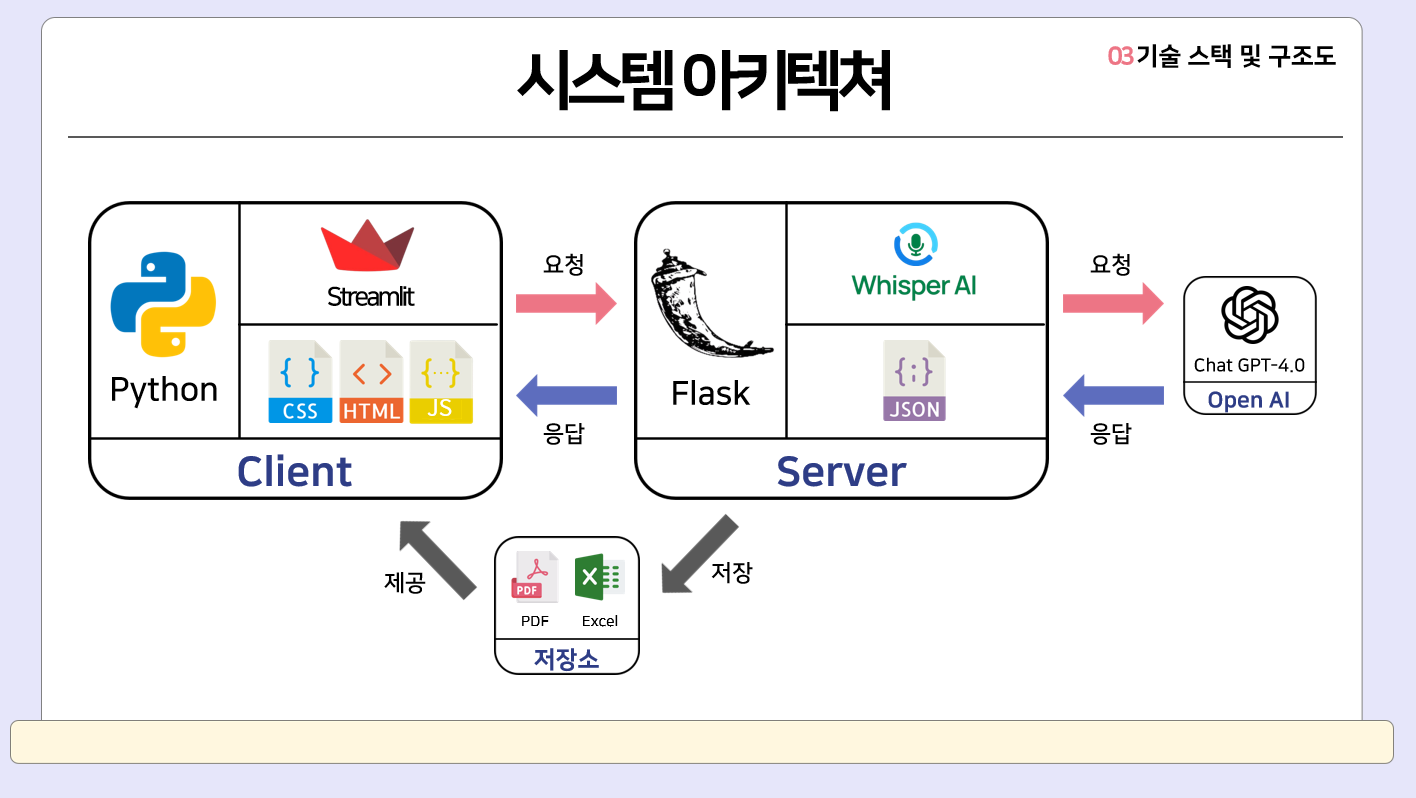 시스템 아키텍쳐
03 기술 스택 및 구조도
Python
Streamlit
{ }
CSS
< >
HTML
{...}
JS
Client
요청
응답
Flask
Whisper AI
{:}
JSON
Server
요청
응답
Chat GPT-4.0
Open AI
제공
저장
PDF
X
PDF
Excel
저장소